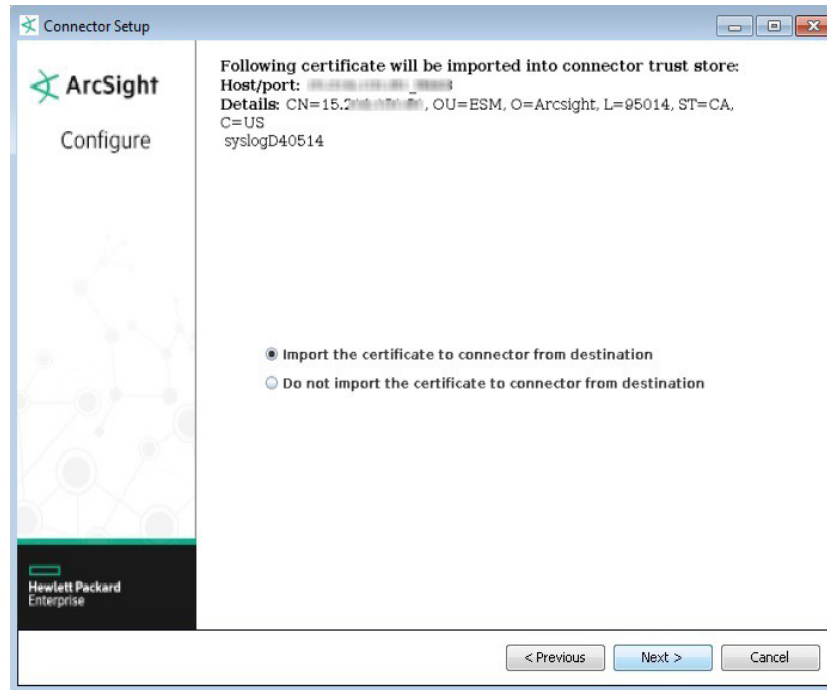 Connector Setup
ArcSight
Configure
Following certificate will be imported into connector trust store:
Host/port:
Details: CN=15.2 , OU=ESM, O=Arcsight, L=95014, ST=CA,
C=US
syslogD40514
Import the certificate to connector from destination
Do not import the certificate to connector from destination
Hewlett Packard
Enterprise
< Previous
Next >
Cancel